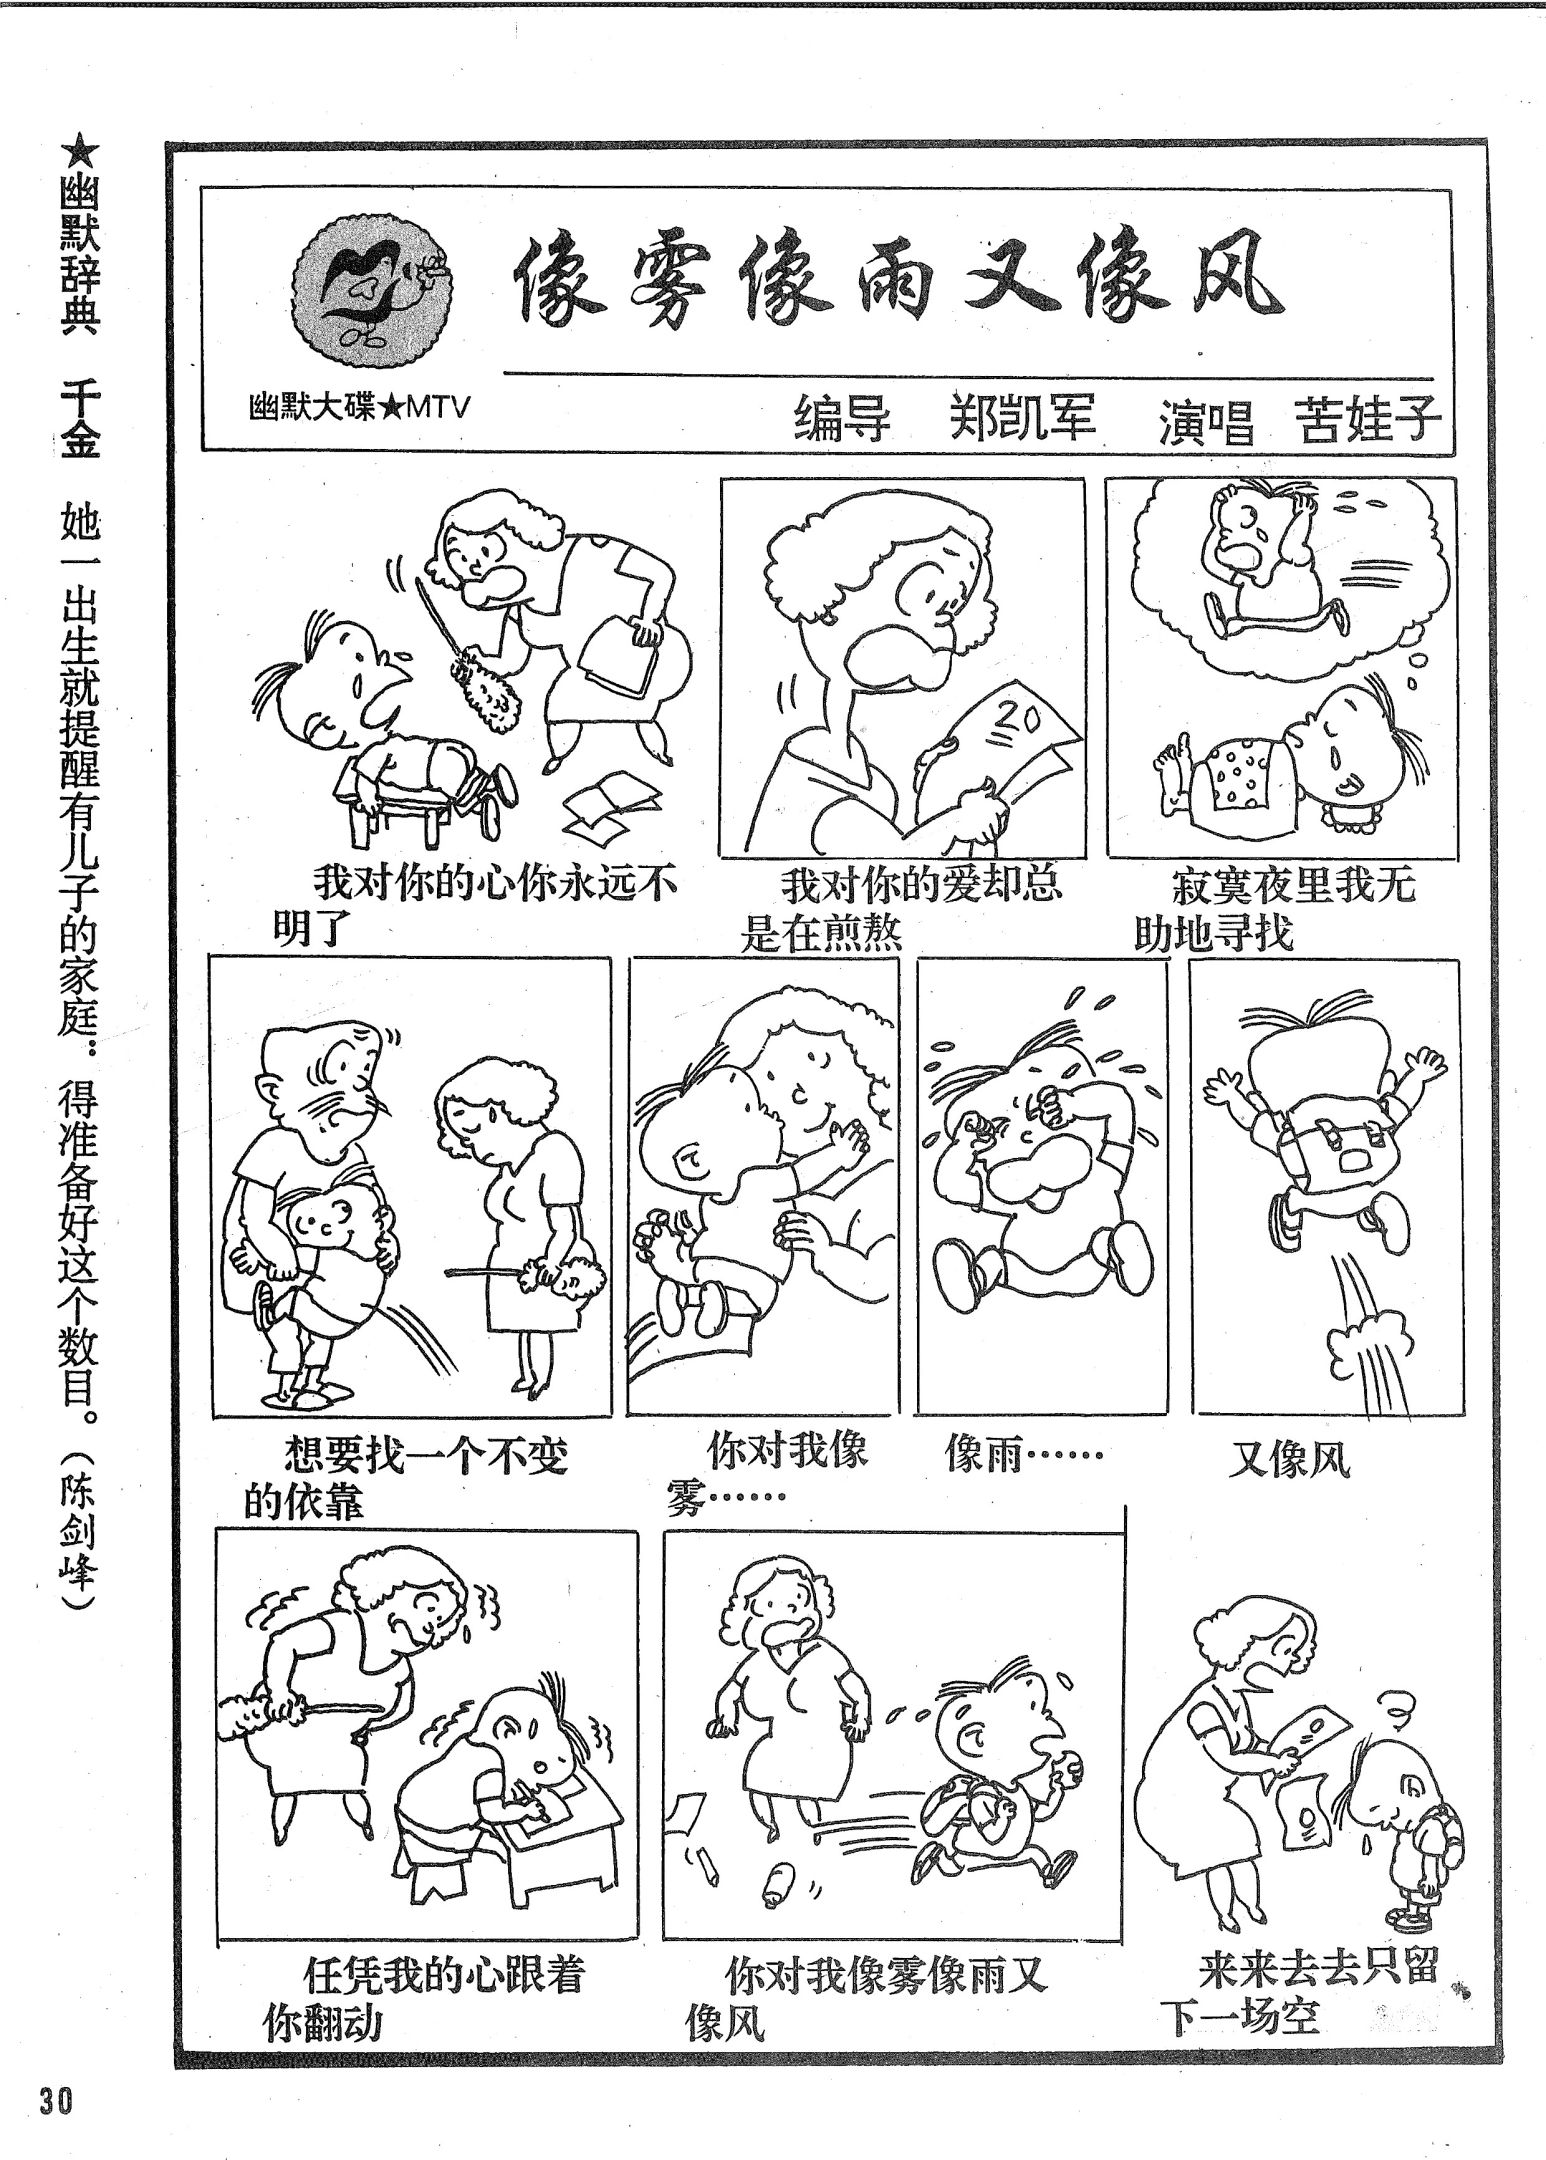 ★幽默辞典　千金　她一出生就提醒有儿子的家庭：得准备好这个数目。（陈剑峰）
像雾像雨又像风
幽默大碟★MTV
编导　郑凯军　演唱　苦娃子
20
我对你的心你永远不
明了
我对你的爱却总
是在煎熬
寂寞夜里我无
助地寻找
想要找一个不变
的依靠
你对我像
雾……
像雨……
又像风
任凭我的心跟着
你翻动
你对我像雾像雨又
像风
0
0
来来去去只留
下一场空
30